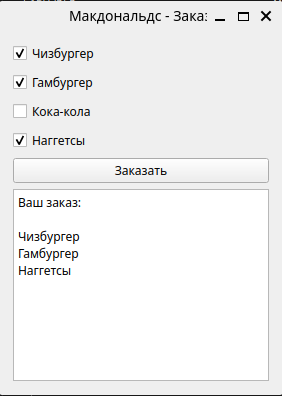 Макдональдс - Зака:
Чизбургер
Гамбургер
Кока-кола
Наггетсы
Заказать
Ваш заказ:
Чизбургер
Гамбургер
Наггетсы